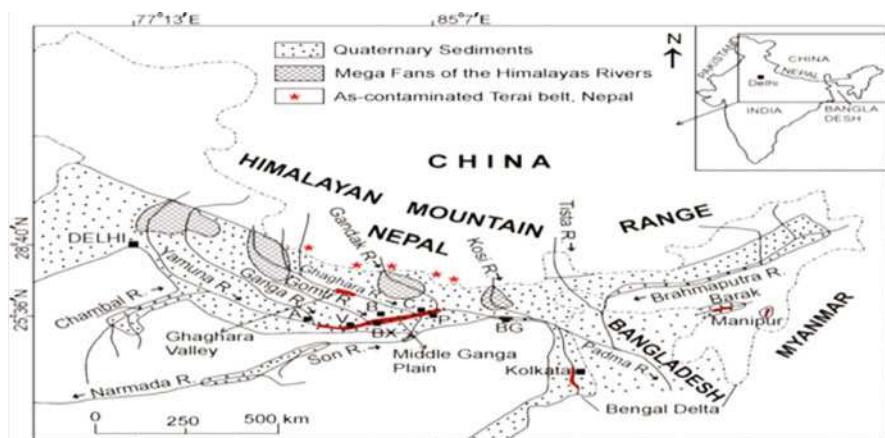 77°13'E
85°7'E
28°40'
25°36'
N
Quaternary Sediments
Mega Fans of the Himalayas Rivers
As-contaminated Terai belt, Nepal
PAKISTAN
CHINA
NEPAL
Delhi
INDIA
BANGLA
DESH
CHINA
HIMALAYAN MOUNTAIN RANGE
NEPAL
Gandak R.
Kosi R
Tista R
DELHI
Yamuna R.
Ganga R.
Gomti R
Ghaghara
Chambal R.
Ghaghara
Valley
A
V
B
BX
C
P
BG
Son R.
Middle Ganga
Plain
Narmada R.
Brahmaputra R
Barak
Manipur
MYANMAR
BANGLADESH
Padma R.
Kolkata
Bengal Delta
0 250 500 km